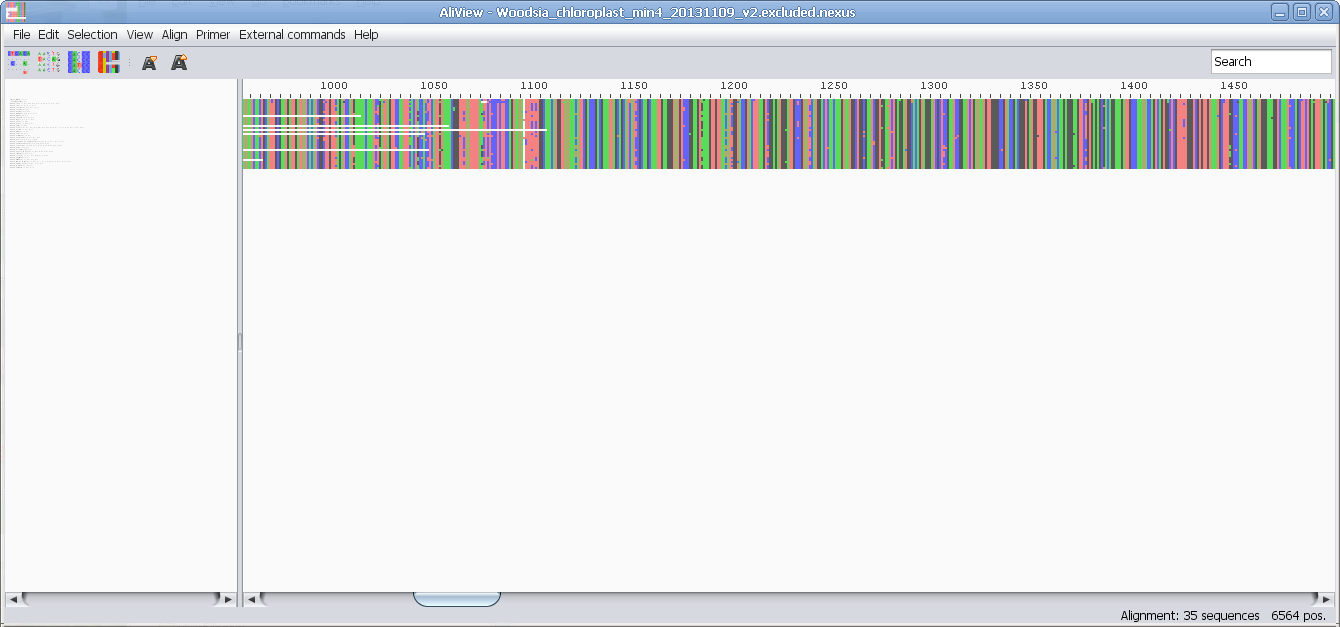 AliView - Woodsia_chloroplast_min4_20131109_v2.excluded.nexus
File Edit Selection View Align Primer External commands Help
Search
1000 1050 1100 1150 1200 1250 1300 1350 1400 1450
Alignment: 35 sequences 6564 pos.